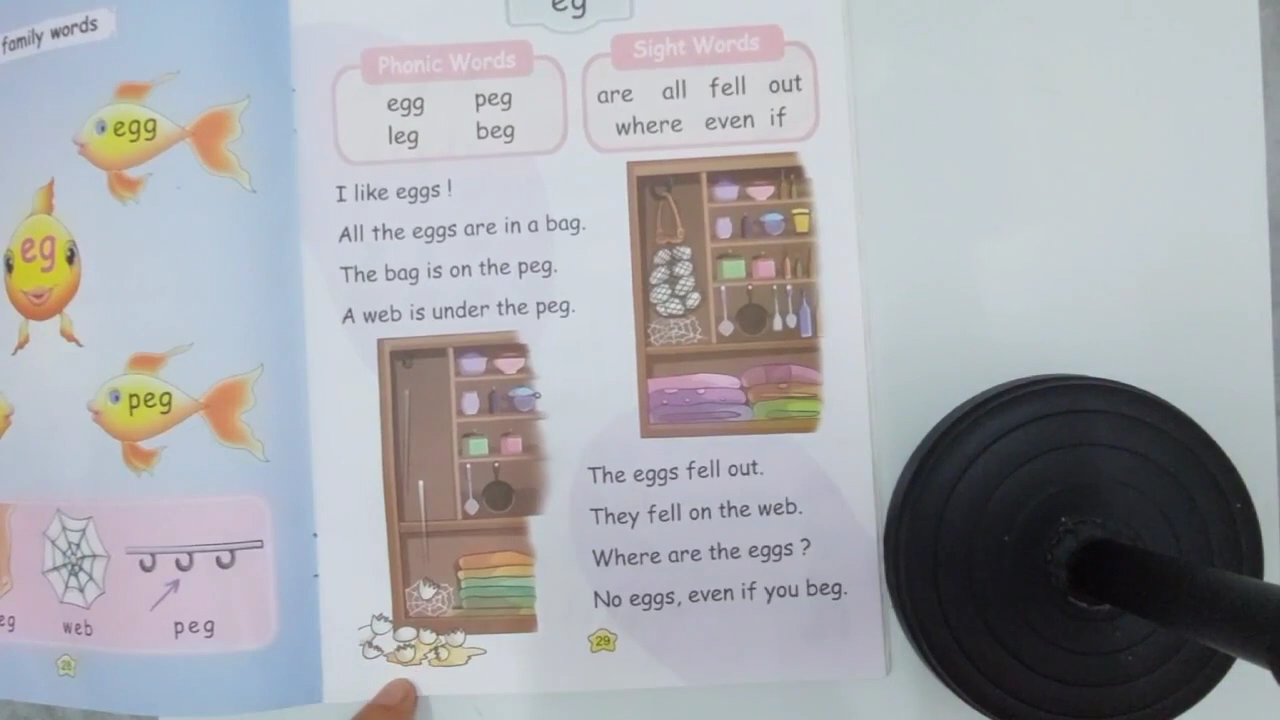 family words
egg
eg
peg
web
peg
28
eg
Phonic Words
egg peg
leg beg
Sight Words
are all fell out
where even if
I like eggs !
All the eggs are in a bag.
The bag is on the peg.
A web is under the peg.
The eggs fell out.
They fell on the web.
Where are the eggs ?
No eggs, even if you beg.
29